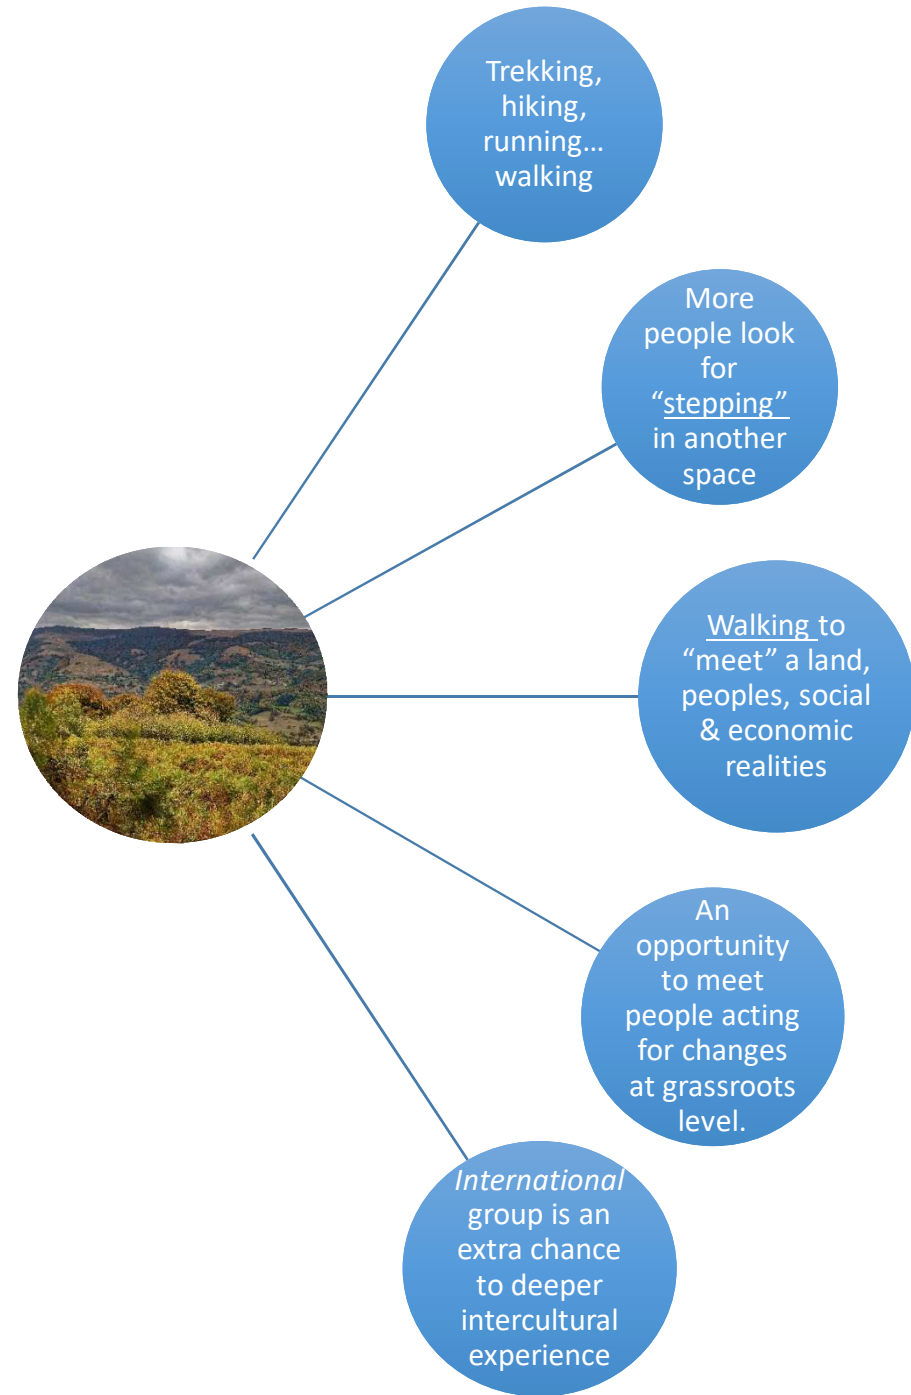 Trekking,
hiking,
running...
walking
More
people look
for
“stepping”
in another
space
Walking to
“meet” a land,
peoples, social
& economic
realities
An
opportunity
to meet
people acting
for changes
at grassroots
level.
International
group is an
extra chance
to deeper
intercultural
experience